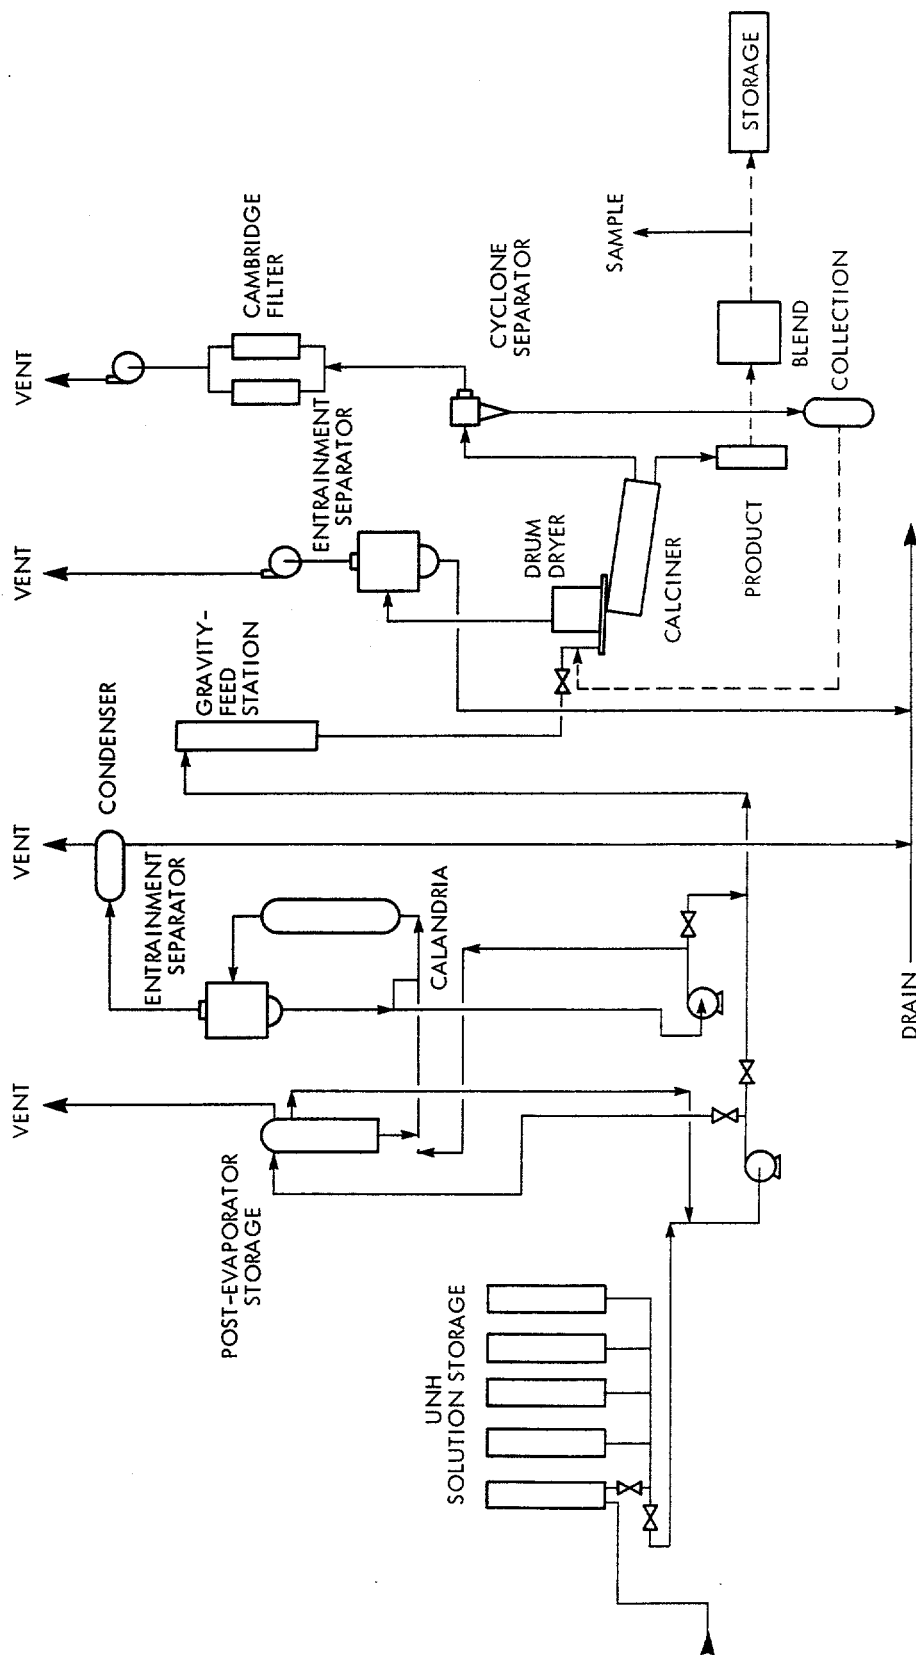 VENT
VENT
VENT
VENT
CONDENSER
ENTRAINMENT
SEPARATOR
GRAVITY-
FEED
STATION
ENTRAINMENT
SEPARATOR
CAMBRIDGE
FILTER
POST-EVAPORATOR
STORAGE
CALANDRIA
UNH
SOLUTION STORAGE
DRUM
DRYER
CYCLONE
SEPARATOR
SAMPLE
CALCINER
PRODUCT
BLEND
STORAGE
COLLECTION
DRAIN